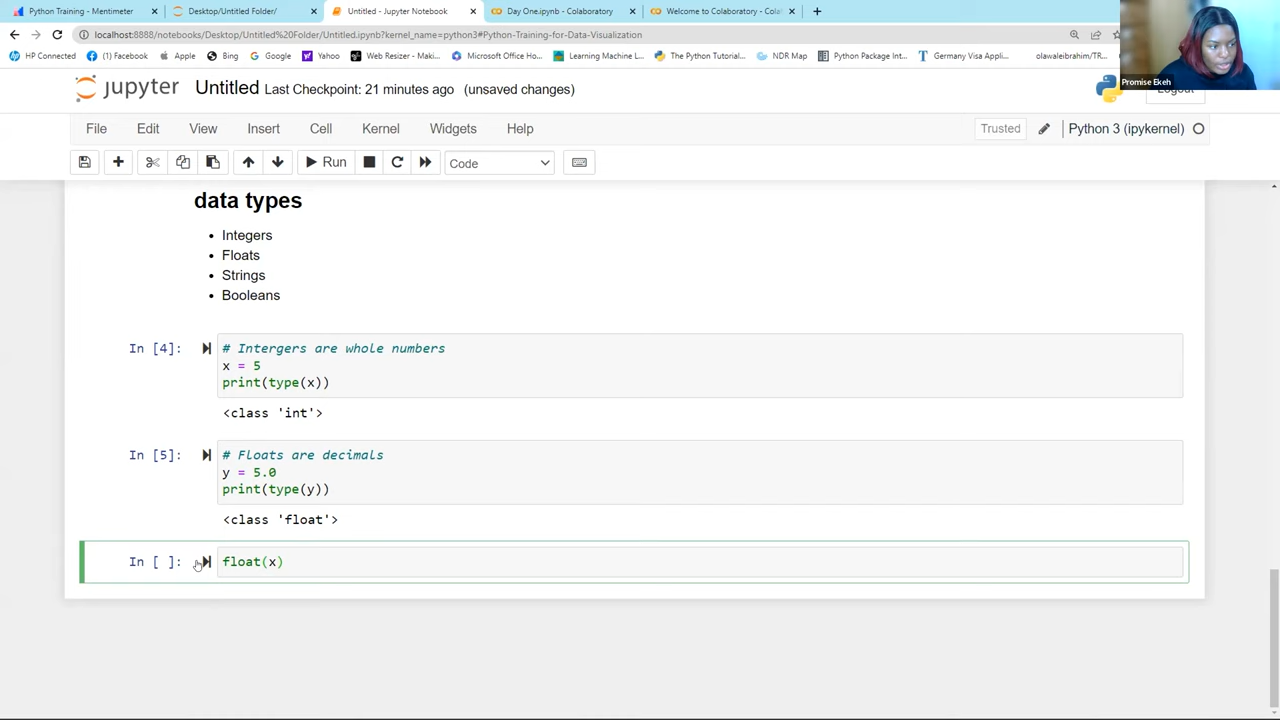 Python Training - Mentimeter
Desktop/Untitled Folder/
Untitled - Jupyter Notebook
Day One.ipynb - Colaboratory
Welcome to Colaboratory - Cola
localhost:8888/notebooks/Desktop/Untitled%20Folder/Untitled.ipynb?kernel_name=python3#Python-Training-for-Data-Visualization
HP Connected
(1) Facebook
Apple
Bing
Google
Yahoo
Web Resizer - Maki...
Microsoft Office Ho...
Learning Machine L...
The Python Tutorial...
NDR Map
Python Package Int...
Germany Visa Appli...
olawaleibrahim/TR...
Promise Ekeh
jupyter Untitled Last Checkpoint: 21 minutes ago (unsaved changes)
Logout
File Edit View Insert Cell Kernel Widgets Help
Trusted
Python 3 (ipykernel)
Run
Code
data types
• Integers
• Floats
• Strings
• Booleans
In [4]:
# Intergers are whole numbers
x = 5
print(type(x))
<class 'int'>
In [5]:
# Floats are decimals
y = 5.0
print(type(y))
<class 'float'>
In [ ]:
float(x)